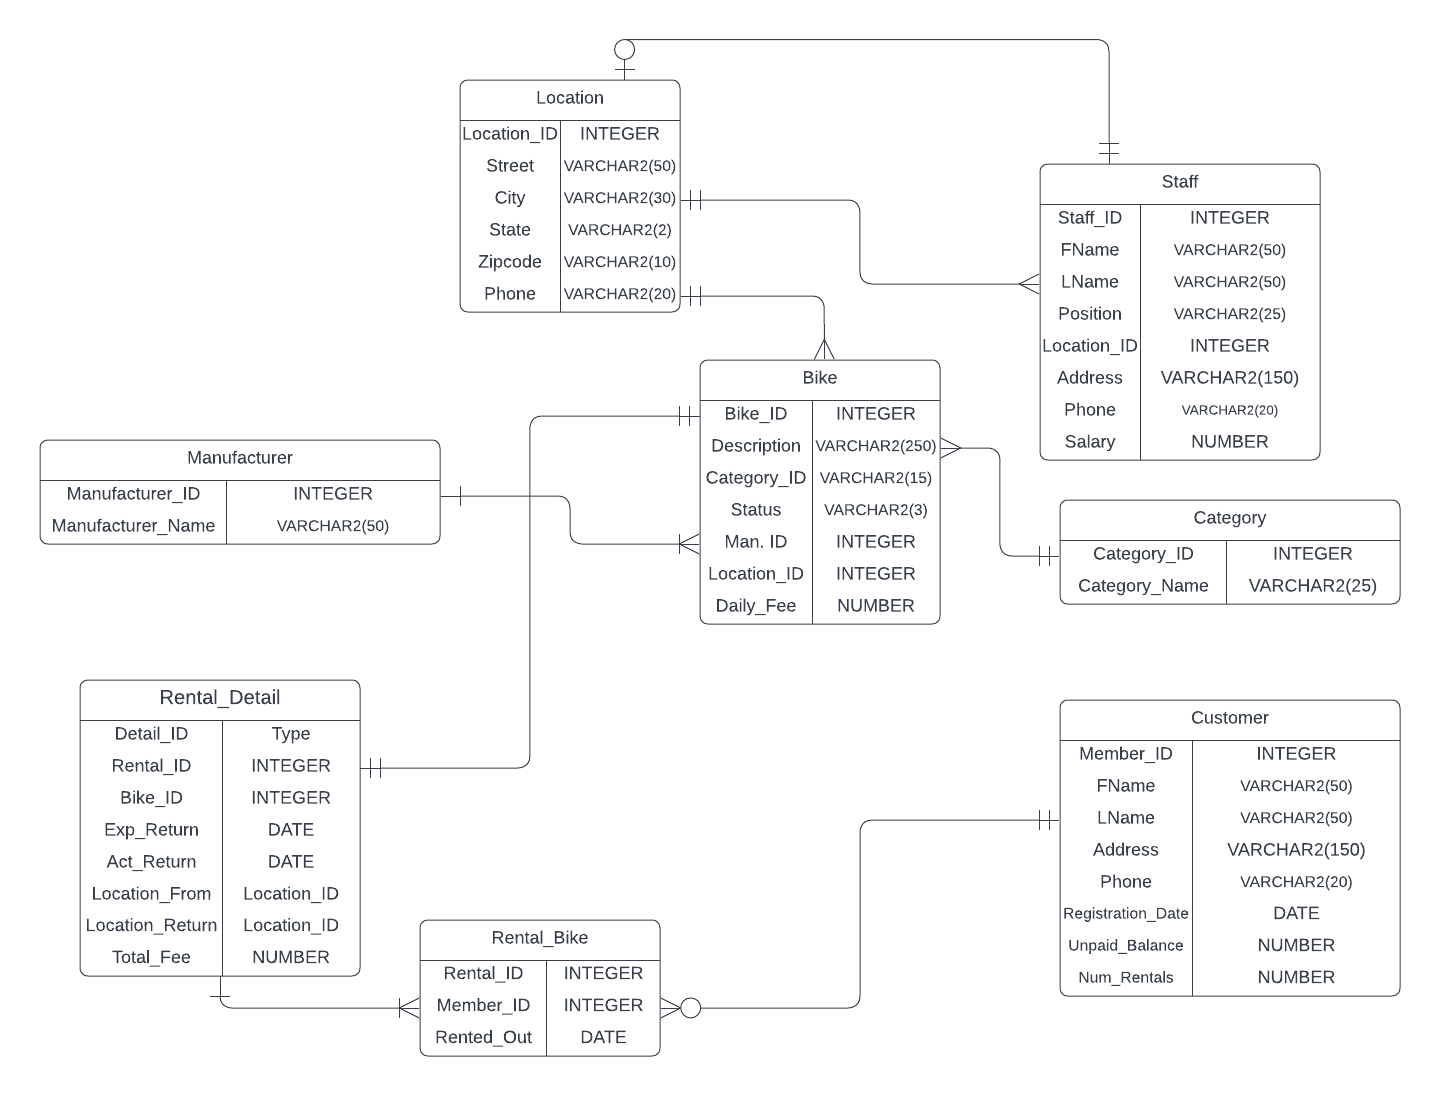 Location
Location_ID INTEGER
Street VARCHAR2(50)
City VARCHAR2(30)
State VARCHAR2(2)
Zipcode VARCHAR2(10)
Phone VARCHAR2(20)
Staff
Staff_ID INTEGER
FName VARCHAR2(50)
LName VARCHAR2(50)
Position VARCHAR2(25)
Location_ID INTEGER
Address VARCHAR2(150)
Phone VARCHAR2(20)
Salary NUMBER
Bike
Bike_ID INTEGER
Description VARCHAR2(250)
Category_ID VARCHAR2(15)
Status VARCHAR2(3)
Man. ID INTEGER
Location_ID INTEGER
Daily_Fee NUMBER
Manufacturer
Manufacturer_ID INTEGER
Manufacturer_Name VARCHAR2(50)
Category
Category_ID INTEGER
Category_Name VARCHAR2(25)
Rental_Detail
Detail_ID Type
Rental_ID INTEGER
Bike_ID INTEGER
Exp_Return DATE
Act_Return DATE
Location_From Location_ID
Location_Return Location_ID
Total_Fee NUMBER
Customer
Member_ID INTEGER
FName VARCHAR2(50)
LName VARCHAR2(50)
Address VARCHAR2(150)
Phone VARCHAR2(20)
Registration_Date DATE
Unpaid_Balance NUMBER
Num_Rentals NUMBER
Rental_Bike
Rental_ID INTEGER
Member_ID INTEGER
Rented_Out DATE